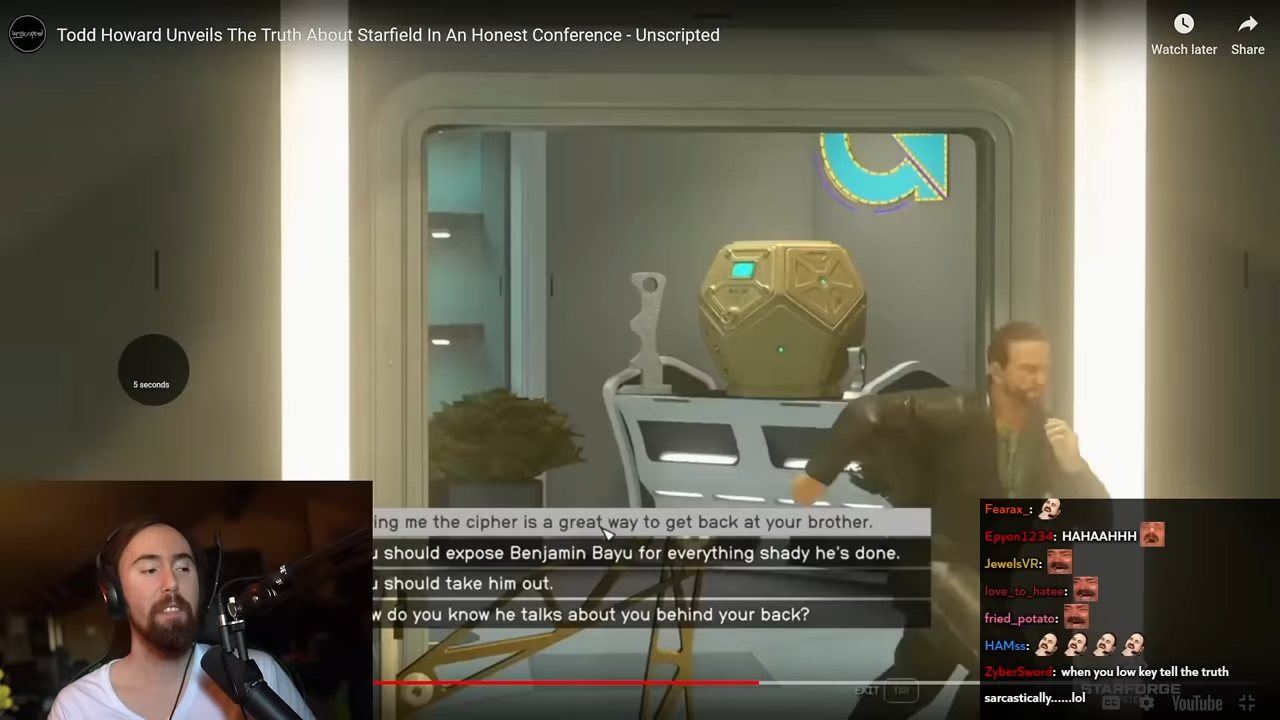 Todd Howard Unveils The Truth About Starfield In An Honest Conference - Unscripted
Watch later
Share
5 seconds
ing me the cipher is a great way to get back at your brother.
u should expose Benjamin Bayu for everything shady he's done.
u should take him out.
w do you know he talks about you behind your back?
EXIT TAB
Fearax_:
Epyon1234: HAHAAHHH
JewelsVR:
love_to_hatee:
fried_potato:
HAMss:
ZyberSword: when you low key tell the truth
sarcastically......lol
STARFORGE
YouTube